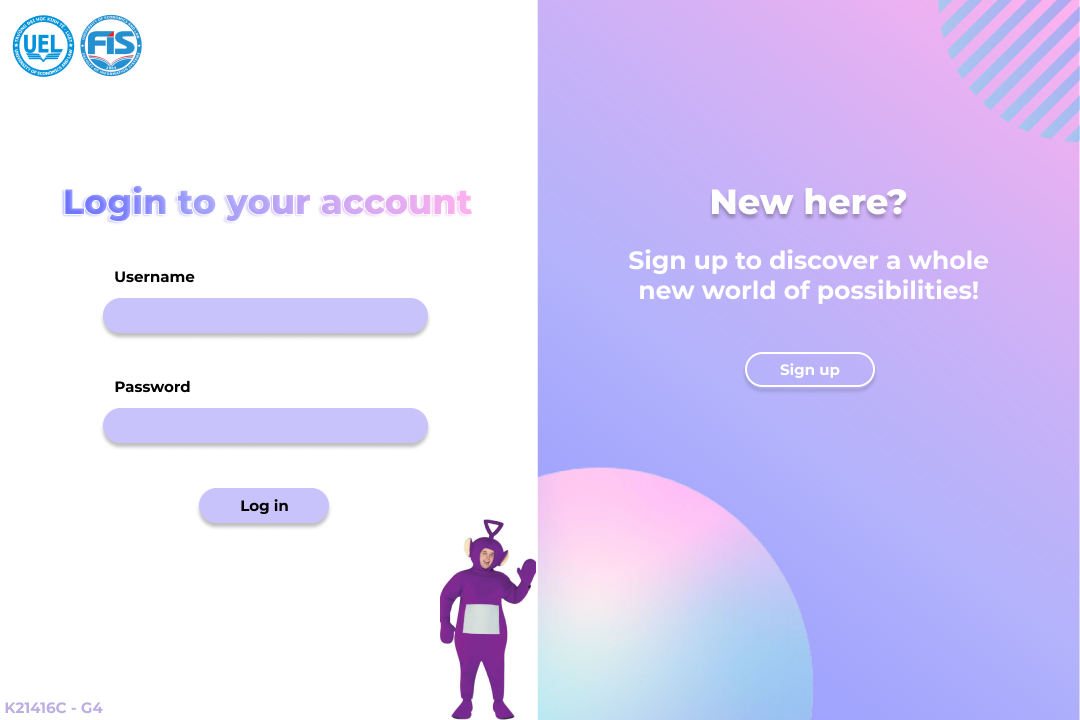 UEL
FIS
Login to your account
Username
Password
Log in
K21416C - G4
New here?
Sign up to discover a whole
new world of possibilities!
Sign up